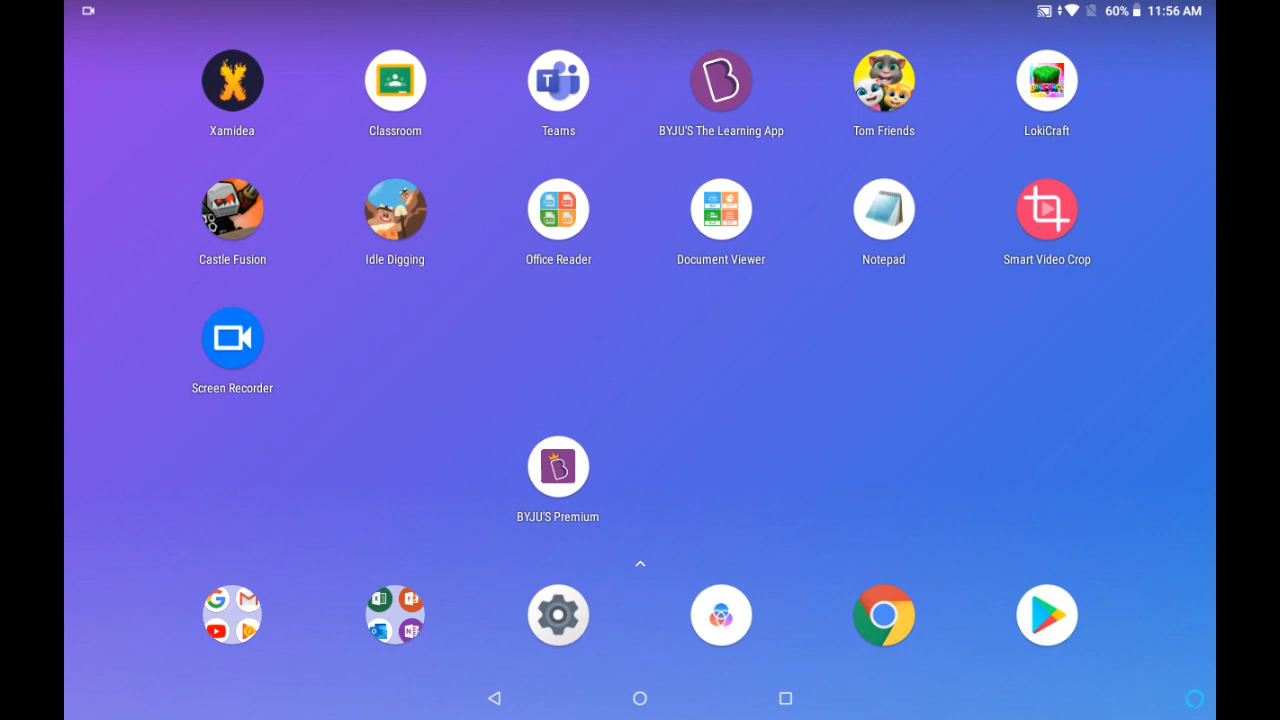 60% 11:56 AM
Xamidea Classroom Teams BYJU'S The Learning App Tom Friends LokiCraft
Castle Fusion Idle Digging Office Reader Document Viewer Notepad Smart Video Crop
Screen Recorder
BYJU'S Premium